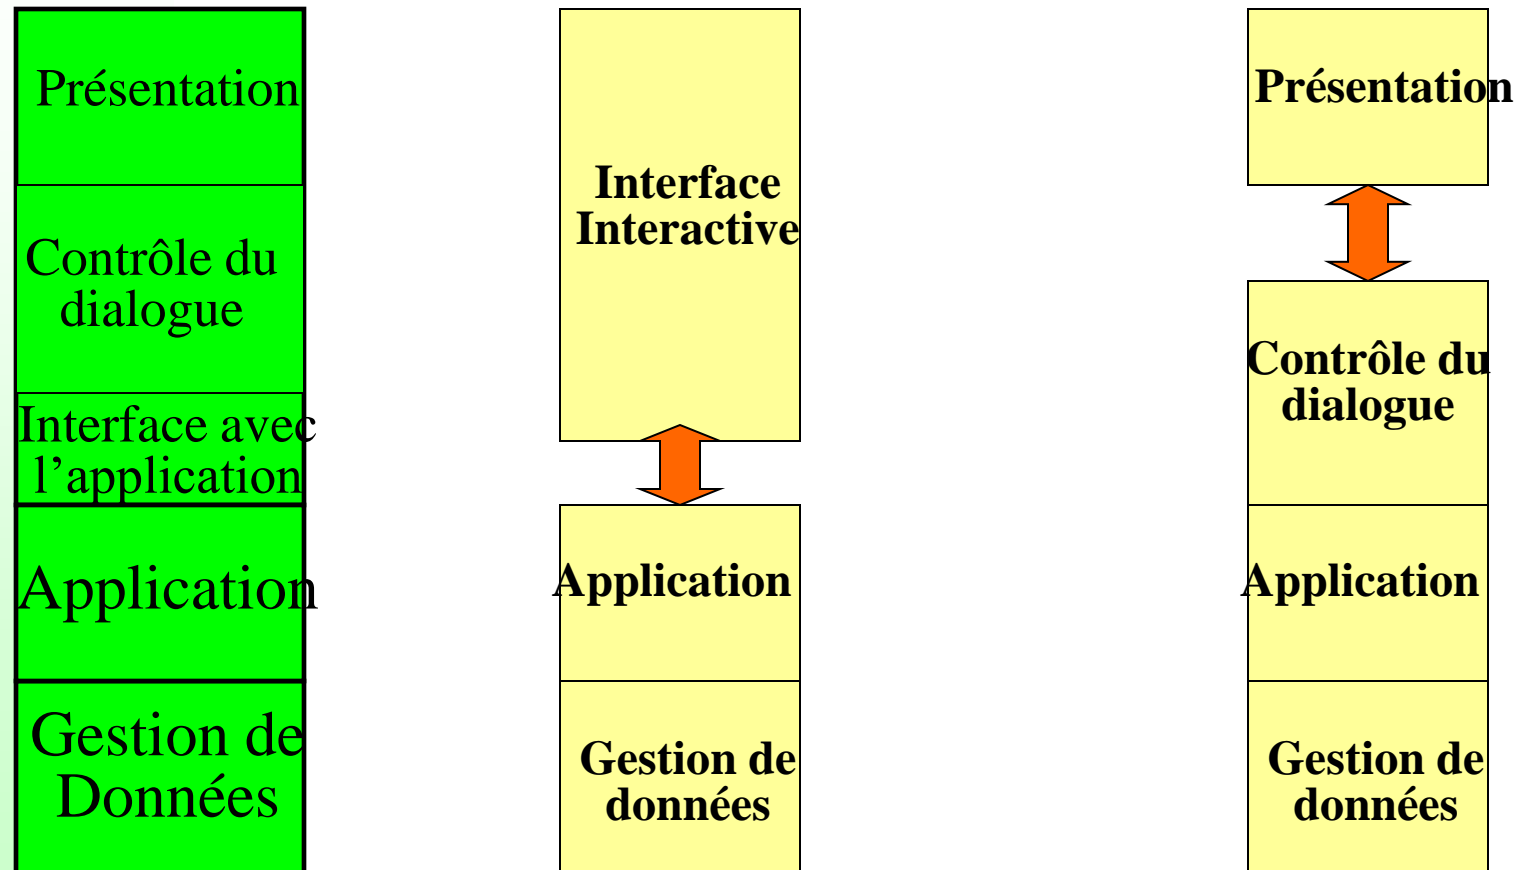 Présentation
Contrôle du
dialogue
Interface avec
l’application
Application
Gestion de
Données
Interface
Interactive
Application
Gestion de
données
Présentation
Contrôle du
dialogue
Application
Gestion de
données